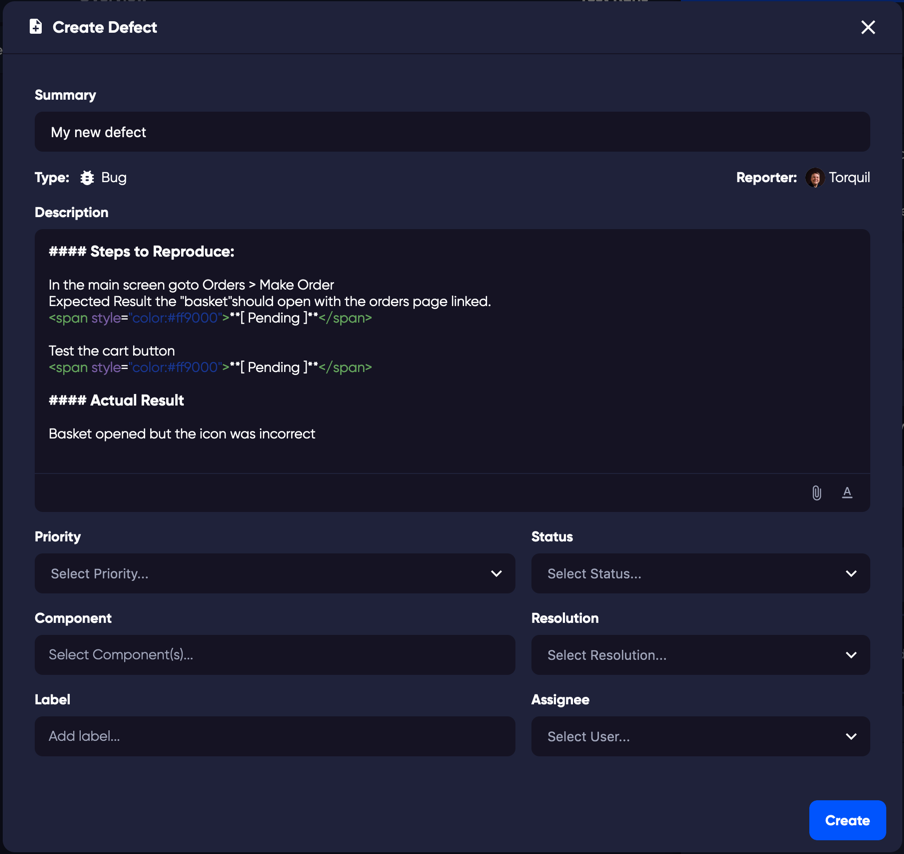 Create Defect
Summary
My new defect
Type: Bug
Reporter: Torquil
Description
#### Steps to Reproduce:
In the main screen goto Orders > Make Order
Expected Result the "basket"should open with the orders page linked.
<span style="color:#ff9000">**[ Pending ]**</span>
Test the cart button
<span style="color:#ff9000">**[ Pending ]**</span>
#### Actual Result
Basket opened but the icon was incorrect
A
Priority
Status
Select Priority...
Select Status...
Component
Resolution
Select Component(s)...
Select Resolution...
Label
Assignee
Add label...
Select User...
Create